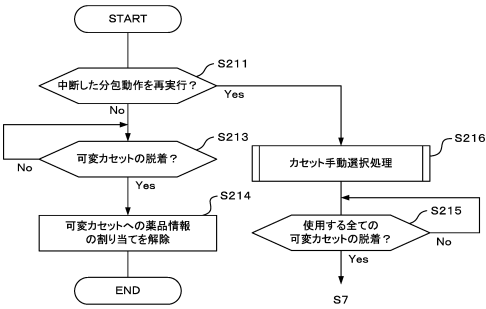 START
S211
中断した分包動作を再実行？
Yes
No
S213
可変カセットの脱着？
No
Yes
S216
カセット手動選択処理
S214
可変カセットへの薬品情報
の割り当てを解除
S215
使用する全ての
可変カセットの脱着？
No
Yes
END
S7